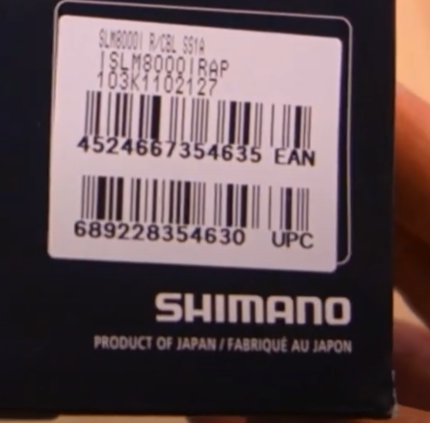 SLM8000I R/CBL SS1A
ISLM8000IRAP
103K1102127
4524667354635 EAN
689228354630 UPC
SHIMANO
PRODUCT OF JAPAN / FABRIQUÉ AU JAPON